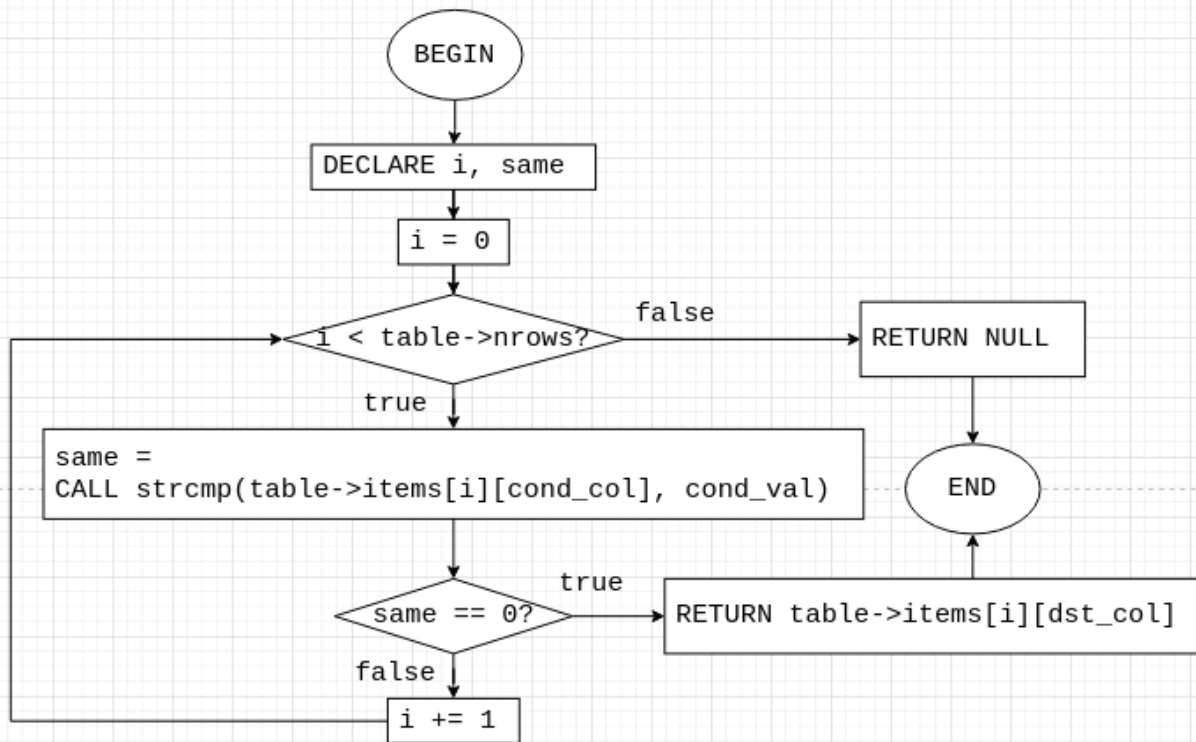 BEGIN
DECLARE i, same
i = 0
i < table->nrows?
false
RETURN NULL
true
same =
CALL strcmp(table->items[i][cond_col], cond_val)
END
same == 0?
true
RETURN table->items[i][dst_col]
false
i += 1